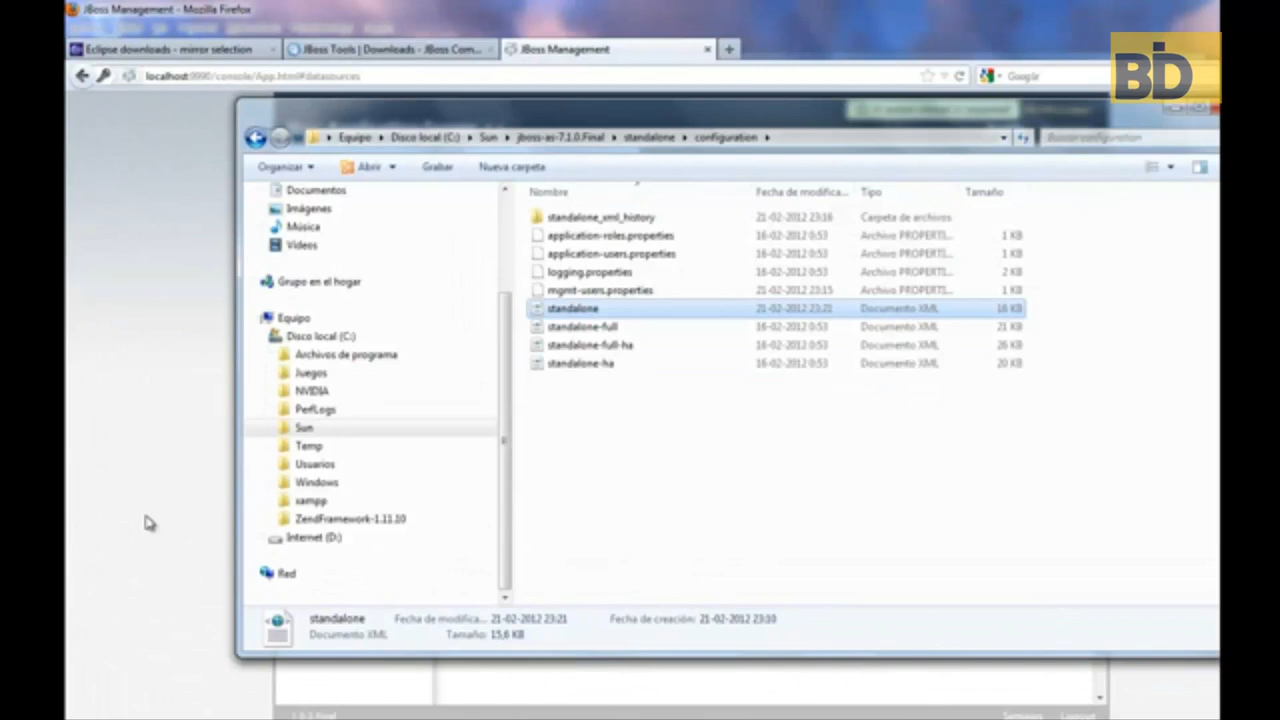 JBoss Management - Mozilla Firefox
Eclipse downloads - mirror selection
JBoss Tools | Downloads - JBoss Com...
JBoss Management
localhost:9990/console/App.html#datasources
Google
BID
Equipo
Disco local (C:)
Sun
jboss-as-7.1.0.Final
standalone
configuration
Buscar configuration
Organizar
Abrir
Grabar
Nueva carpeta
Documentos
Imágenes
Música
Vídeos
Grupo en el hogar
Equipo
Disco local (C:)
Archivos de programa
Juegos
NVIDIA
PerfLogs
Sun
Temp
Usuarios
Windows
xampp
ZendFramework-1.11.10
Internet (D:)
Red
Nombre Fecha de modifica... Tipo Tamaño
standalone_xml_history 21-02-2012 23:16 Carpeta de archivos
application-roles.properties 16-02-2012 0:53 Archivo PROPERTI... 1 KB
application-users.properties 16-02-2012 0:53 Archivo PROPERTI... 1 KB
logging.properties 16-02-2012 0:53 Archivo PROPERTI... 2 KB
mgmt-users.properties 21-02-2012 23:15 Archivo PROPERTI... 1 KB
standalone 21-02-2012 23:21 Documento XML 16 KB
standalone-full 16-02-2012 0:53 Documento XML 21 KB
standalone-full-ha 16-02-2012 0:53 Documento XML 26 KB
standalone-ha 16-02-2012 0:53 Documento XML 20 KB
standalone Fecha de modifica... 21-02-2012 23:21 Fecha de creación: 21-02-2012 23:10
Documento XML Tamaño: 15,6 KB
Settings Logout